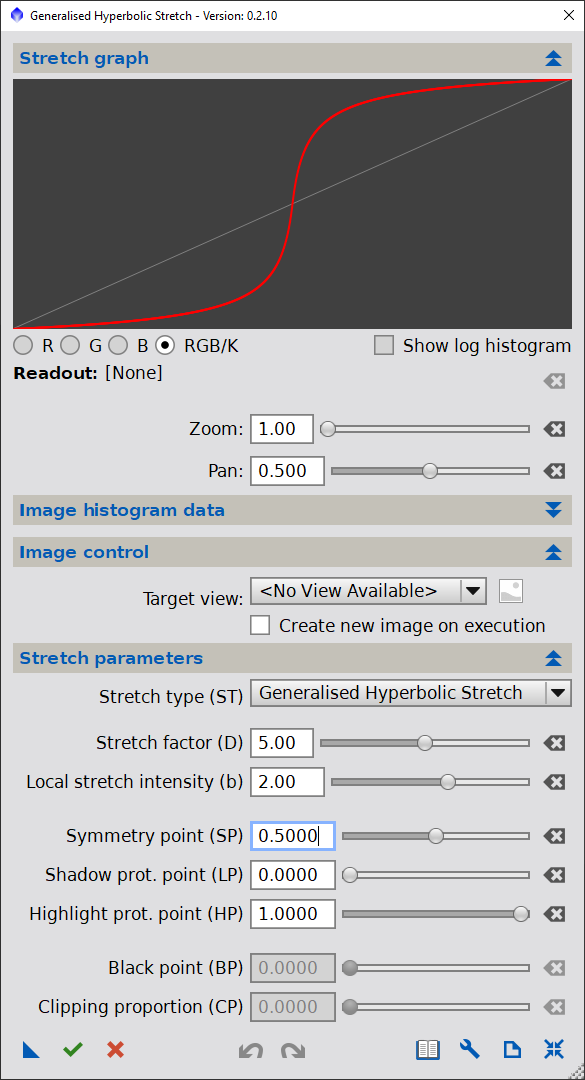 Generalised Hyperbolic Stretch - Version: 0.2.10
Stretch graph
R G B RGB/K Show log histogram
Readout: [None]
Zoom: 1.00
Pan: 0.500
Image histogram data
Image control
Target view: <No View Available>
Create new image on execution
Stretch parameters
Stretch type (ST) Generalised Hyperbolic Stretch
Stretch factor (D) 5.00
Local stretch intensity (b) 2.00
Symmetry point (SP) 0.5000
Shadow prot. point (LP) 0.0000
Highlight prot. point (HP) 1.0000
Black point (BP) 0.0000
Clipping proportion (CP) 0.0000